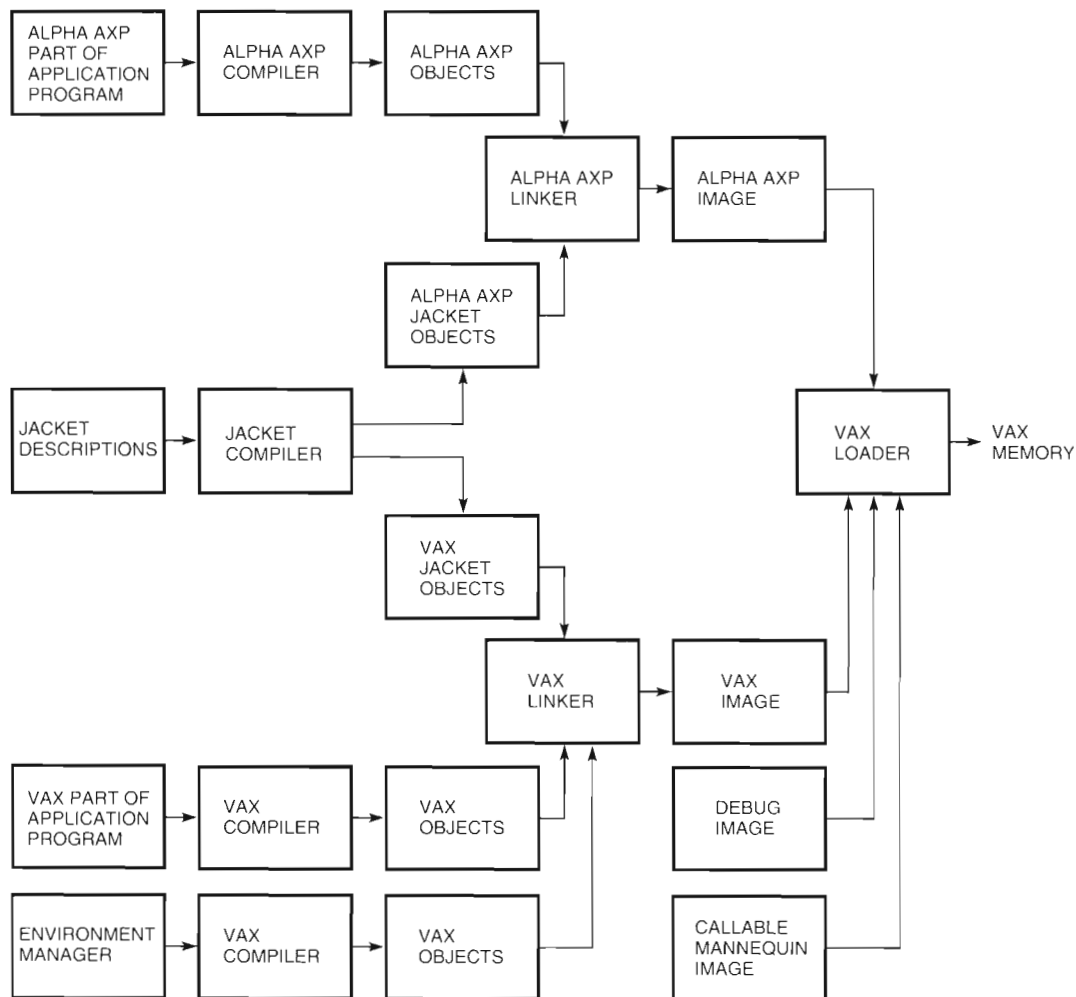 ALPHA AXP
PART OF
APPLICATION
PROGRAM
ALPHA AXP
COMPILER
ALPHA AXP
OBJECTS
ALPHA AXP
LINKER
ALPHA AXP
IMAGE
ALPHA AXP
JACKET
OBJECTS
JACKET
DESCRIPTIONS
JACKET
COMPILER
VAX
LOADER
VAX
MEMORY
VAX
JACKET
OBJECTS
VAX
LINKER
VAX
IMAGE
VAX PART OF
APPLICATION
PROGRAM
VAX
COMPILER
VAX
OBJECTS
DEBUG
IMAGE
ENVIRONMENT
MANAGER
VAX
COMPILER
VAX
OBJECTS
CALLABLE
MANNEQUIN
IMAGE